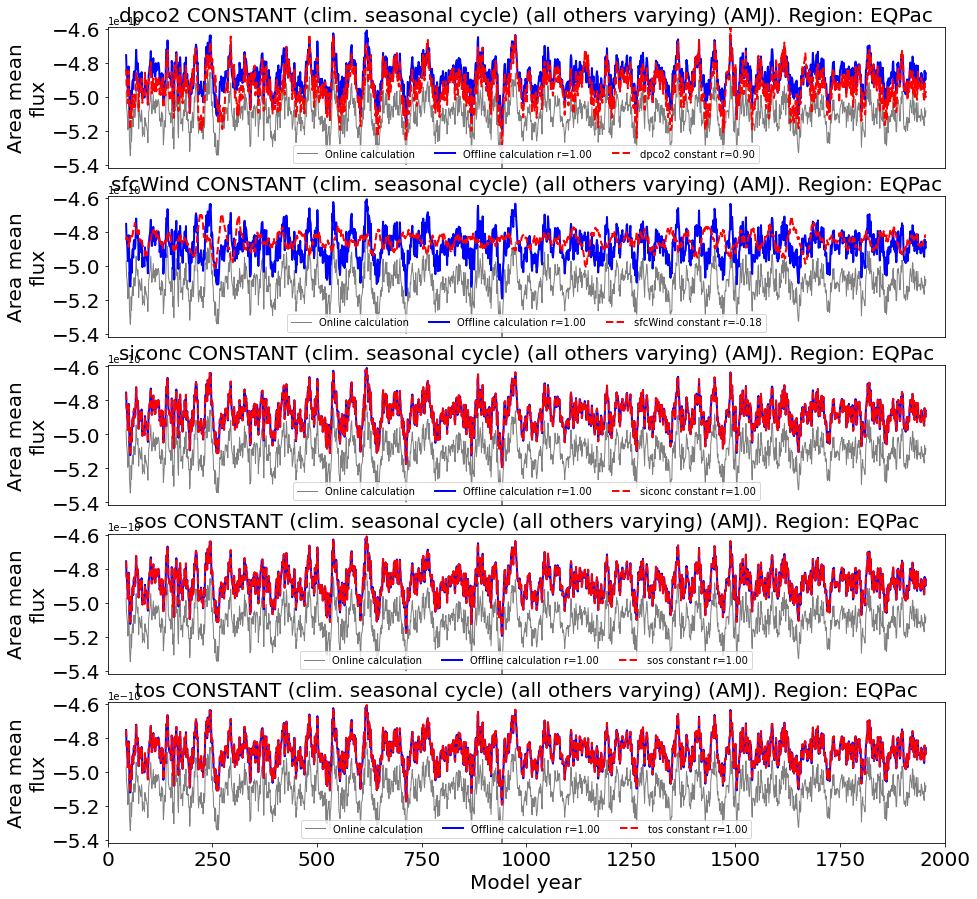 dpco2 CONSTANT (clim. seasonal cycle) (all others varying) (AMJ). Region: EQPac
1e−10
−4.6
−4.8
−5.0
−5.2
−5.4
Area mean
flux
Online calculation
Offline calculation r=1.00
dpco2 constant r=0.90
sfcWind CONSTANT (clim. seasonal cycle) (all others varying) (AMJ). Region: EQPac
1e−10
−4.6
−4.8
−5.0
−5.2
−5.4
Area mean
flux
Online calculation
Offline calculation r=1.00
sfcWind constant r=-0.18
siconc CONSTANT (clim. seasonal cycle) (all others varying) (AMJ). Region: EQPac
1e−10
−4.6
−4.8
−5.0
−5.2
−5.4
Area mean
flux
Online calculation
Offline calculation r=1.00
siconc constant r=1.00
sos CONSTANT (clim. seasonal cycle) (all others varying) (AMJ). Region: EQPac
1e−10
−4.6
−4.8
−5.0
−5.2
−5.4
Area mean
flux
Online calculation
Offline calculation r=1.00
sos constant r=1.00
tos CONSTANT (clim. seasonal cycle) (all others varying) (AMJ). Region: EQPac
1e−10
−4.6
−4.8
−5.0
−5.2
−5.4
Area mean
flux
Online calculation
Offline calculation r=1.00
tos constant r=1.00
0 250 500 750 1000 1250 1500 1750 2000
Model year